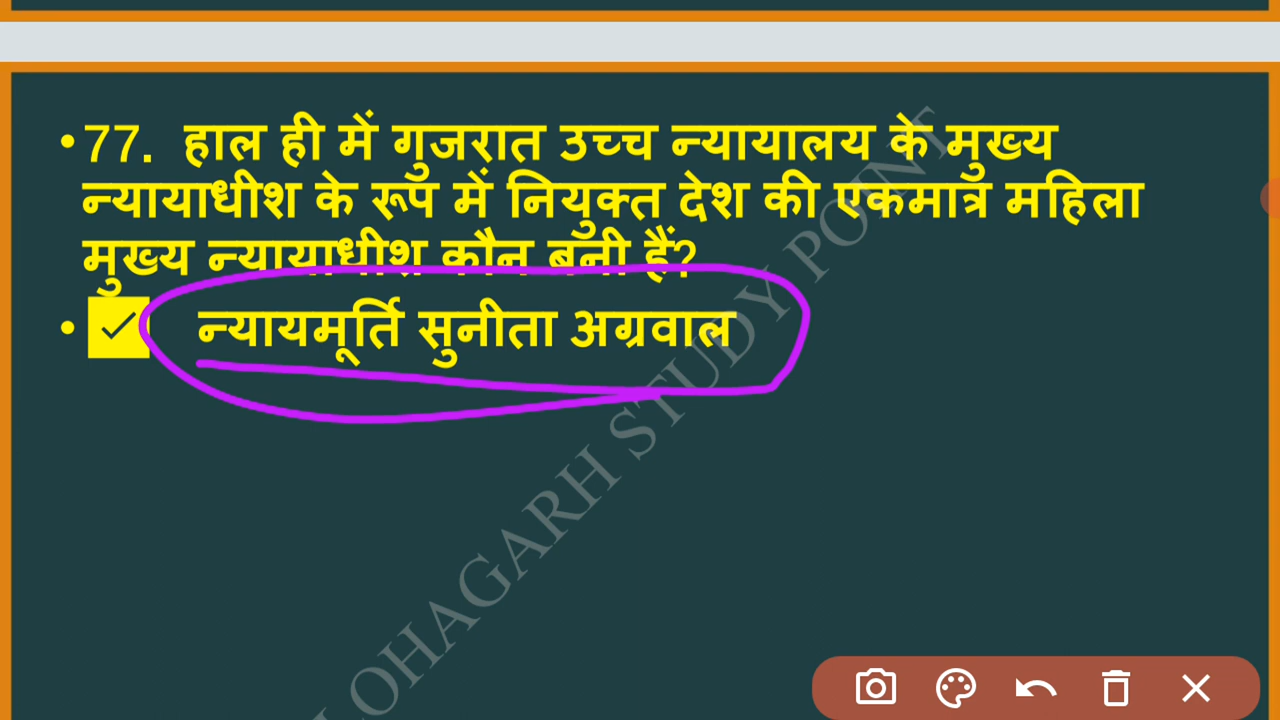 •77. हाल ही में गुजरात उच्च न्यायालय के मुख्य
न्यायाधीश के रूप में नियुक्त देश की एकमात्र महिला
मुख्य न्यायाधीश कौन बनी हैं?
• ✓ न्यायमूर्ति सुनीता अग्रवाल
LOHAGARH STUDY POINT